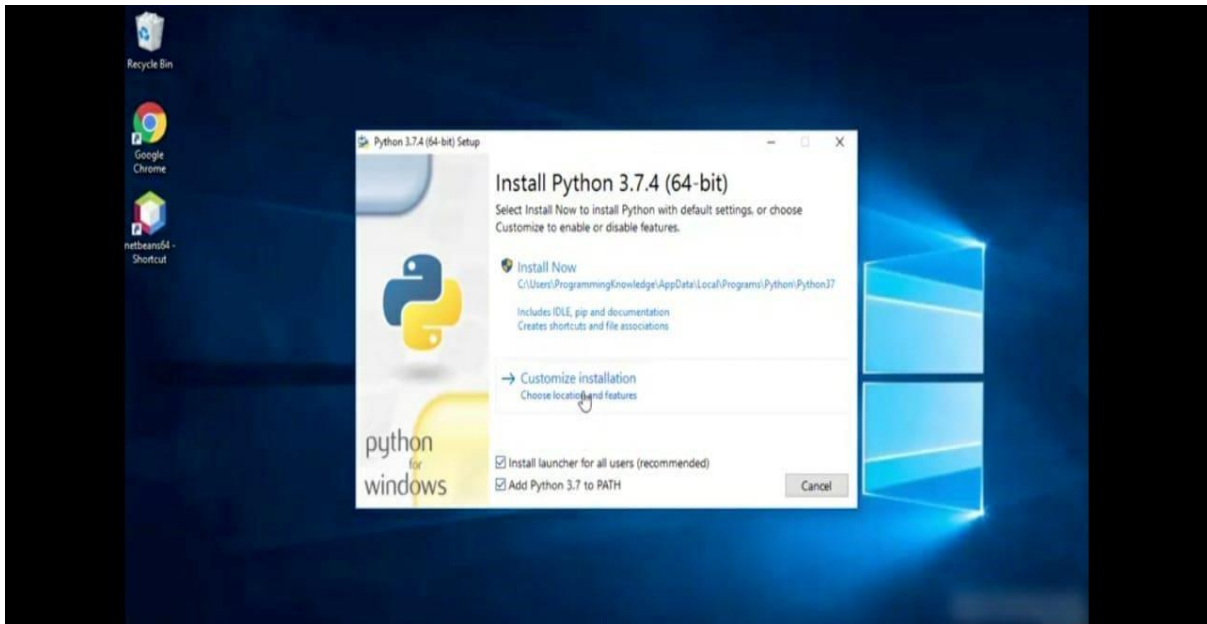 Recycle Bin
Google
Chrome
netbeans64 -
Shortcut
Python 3.7.4 (64-bit) Setup
Install Python 3.7.4 (64-bit)
Select Install Now to install Python with default settings, or choose
Customize to enable or disable features.
Install Now
C:\Users\ProgrammingKnowledge\AppData\Local\Programs\Python\Python37
Includes IDLE, pip and documentation
Creates shortcuts and file associations
Customize installation
Choose location and features
python
for
windows
Install launcher for all users (recommended)
Add Python 3.7 to PATH
Cancel